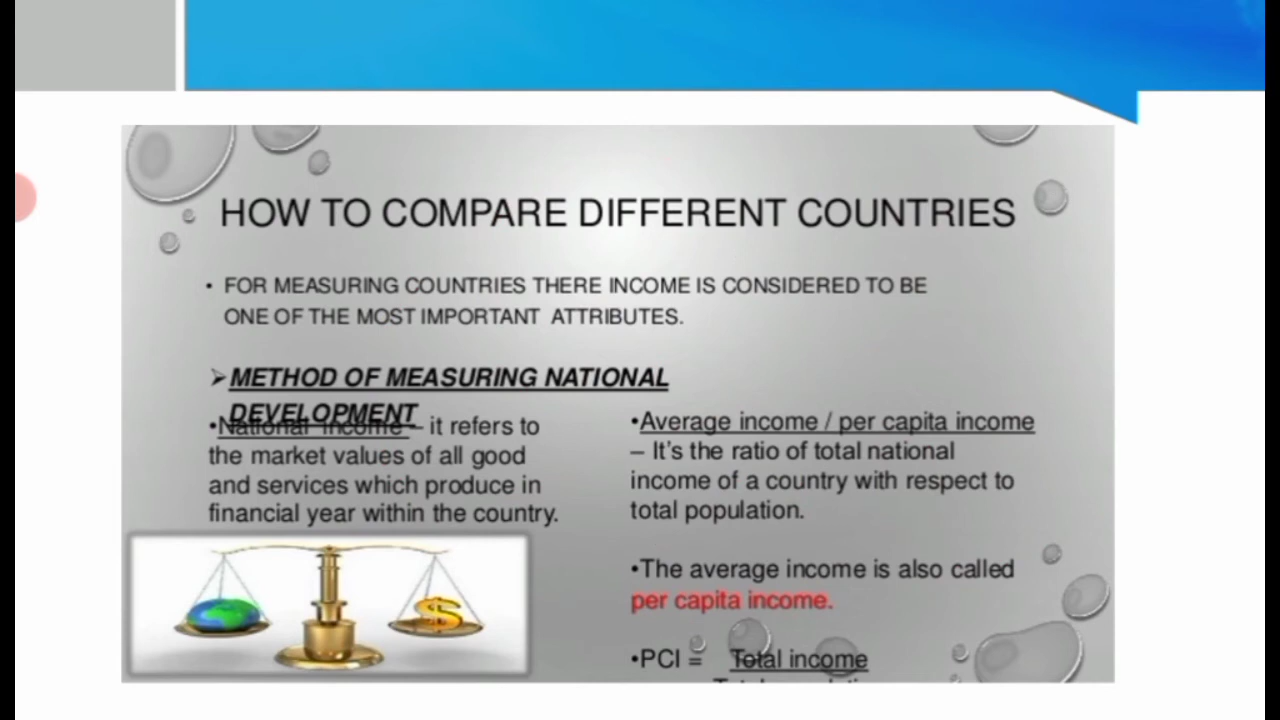 HOW TO COMPARE DIFFERENT COUNTRIES
• FOR MEASURING COUNTRIES THERE INCOME IS CONSIDERED TO BE
ONE OF THE MOST IMPORTANT ATTRIBUTES.
➢METHOD OF MEASURING NATIONAL
DEVELOPMENT
•National income – it refers to
the market values of all good
and services which produce in
financial year within the country.
•Average income / per capita income
– It's the ratio of total national
income of a country with respect to
total population.
•The average income is also called
per capita income.
•PCI = Total income